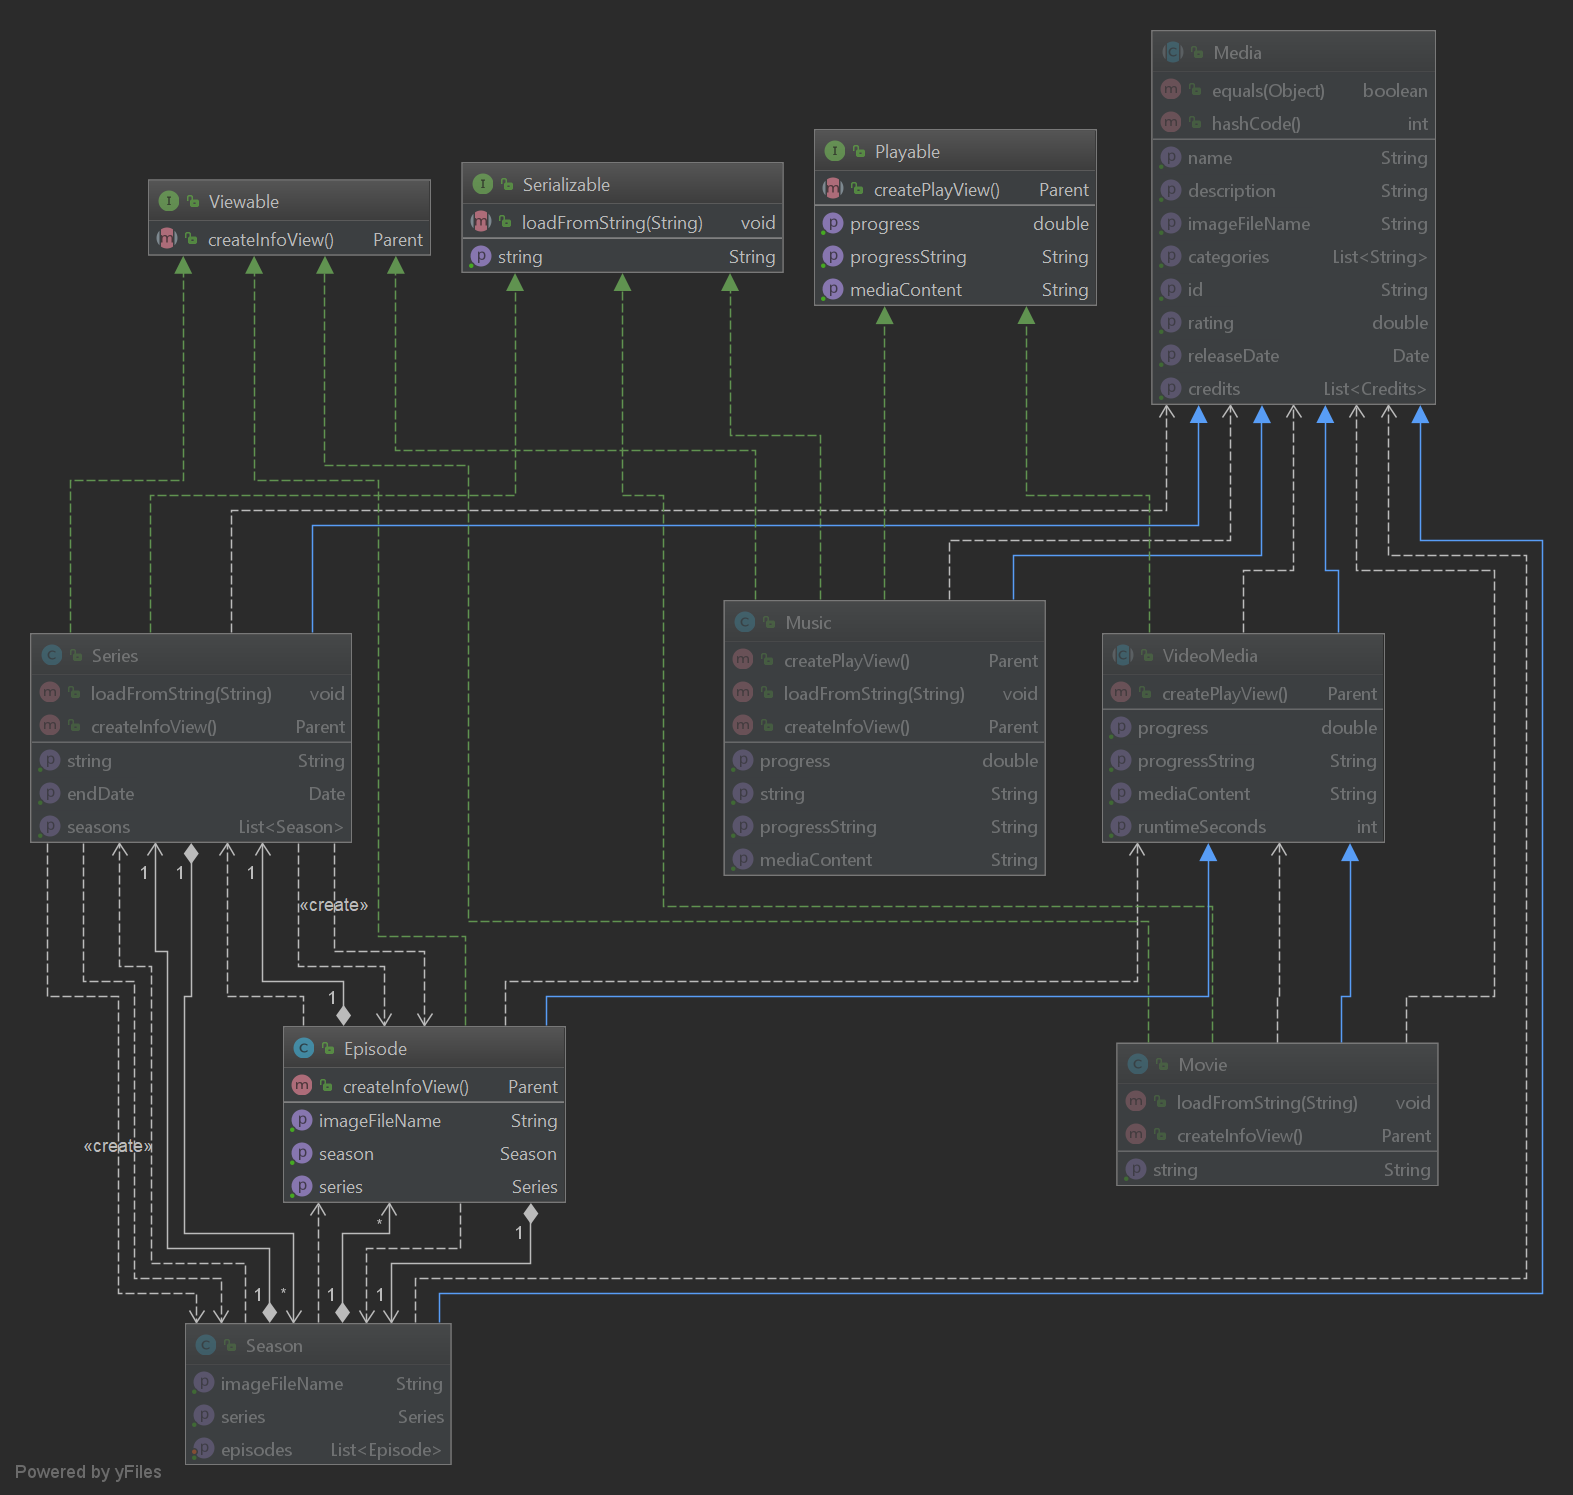 Media
equals(Object) boolean
hashCode() int
name String
description String
imageFileName String
categories List<String>
id String
rating double
releaseDate Date
credits List<Credits>
Playable
createPlayView() Parent
progress double
progressString String
mediaContent String
Serializable
loadFromString(String) void
string String
Viewable
createInfoView() Parent
Music
createPlayView() Parent
loadFromString(String) void
createInfoView() Parent
progress double
string String
progressString String
mediaContent String
Series
loadFromString(String) void
createInfoView() Parent
string String
endDate Date
seasons List<Season>
VideoMedia
createPlayView() Parent
progress double
progressString String
mediaContent String
runtimeSeconds int
1 1 1
«create»
1
Episode
createInfoView() Parent
imageFileName String
season Season
series Series
Movie
loadFromString(String) void
createInfoView() Parent
string String
«create»
* 1
1 * 1 1
Season
imageFileName String
series Series
episodes List<Episode>
Powered by yFiles